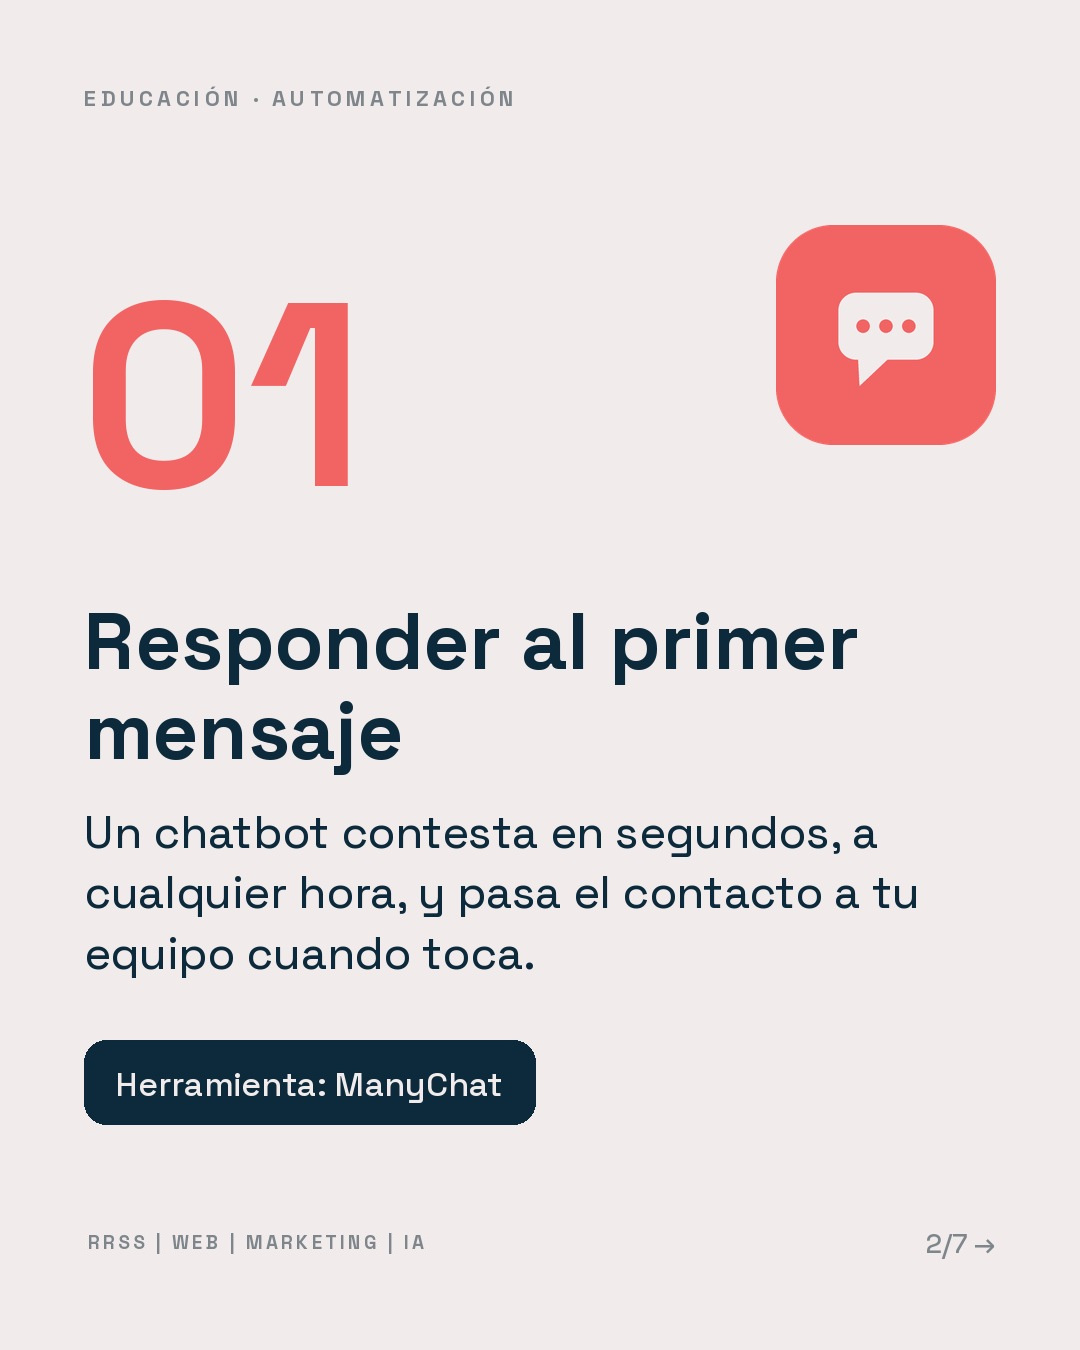 EDUCACIÓN · AUTOMATIZACIÓN
01
Responder al primer
mensaje
Un chatbot contesta en segundos, a
cualquier hora, y pasa el contacto a tu
equipo cuando toca.
Herramienta: ManyChat
RRSS | WEB | MARKETING | IA
2/7 →